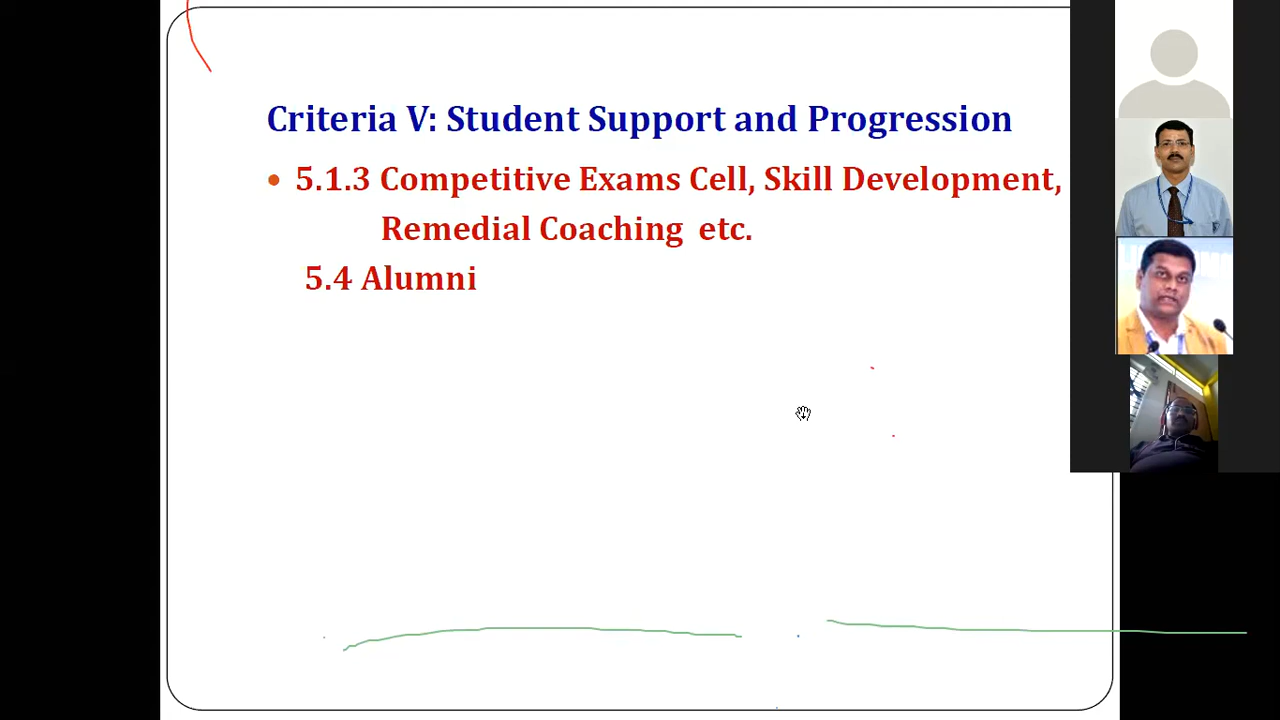 Criteria V: Student Support and Progression
• 5.1.3 Competitive Exams Cell, Skill Development,
Remedial Coaching etc.
5.4 Alumni